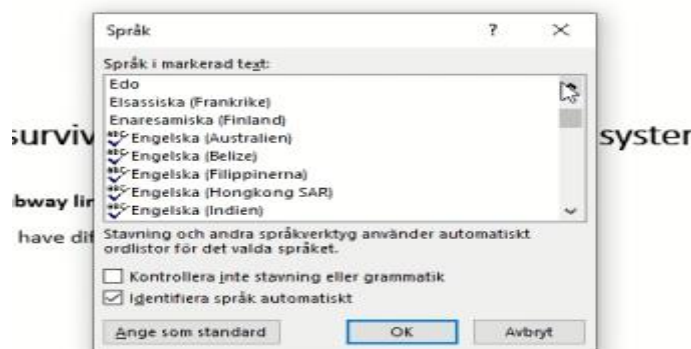 Språk ? ×
Språk i markerad text:
Edo
Elsassiska (Frankrike)
Enaresamiska (Finland)
Engelska (Australien)
Engelska (Belize)
Engelska (Filippinerna)
Engelska (Hongkong SAR)
Engelska (Indien)
surviv syster
bway lin
have dif
Stavning och andra språkverktyg använder automatiskt
ordlistor för det valda språket.
Kontrollera inte stavning eller grammatik
Identifiera språk automatiskt
Ange som standard OK Avbryt